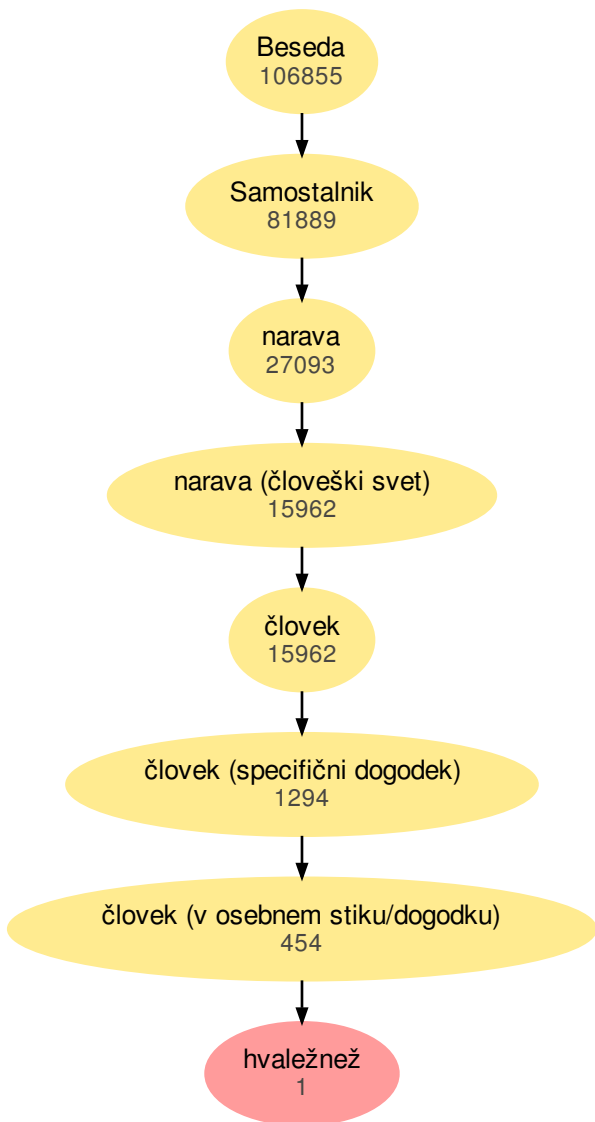 Beseda
106855
Samostalnik
81889
narava
27093
narava (človeški svet)
15962
človek
15962
človek (specifični dogodek)
1294
človek (v osebnem stiku/dogodku)
454
hvaležnež
1